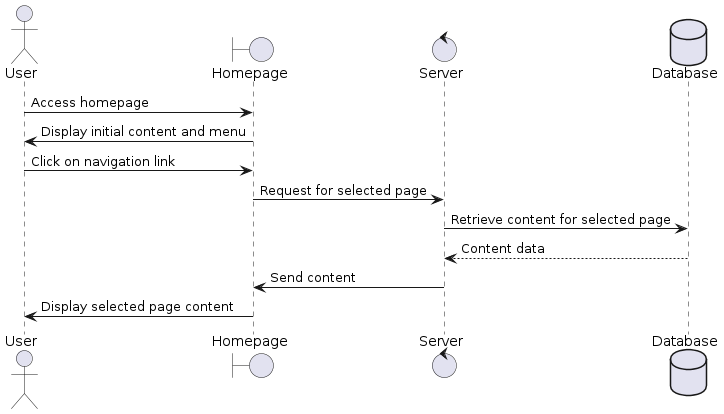 User
Homepage
Server
Database
Access homepage
Display initial content and menu
Click on navigation link
Request for selected page
Retrieve content for selected page
Content data
Send content
Display selected page content
User
Homepage
Server
Database